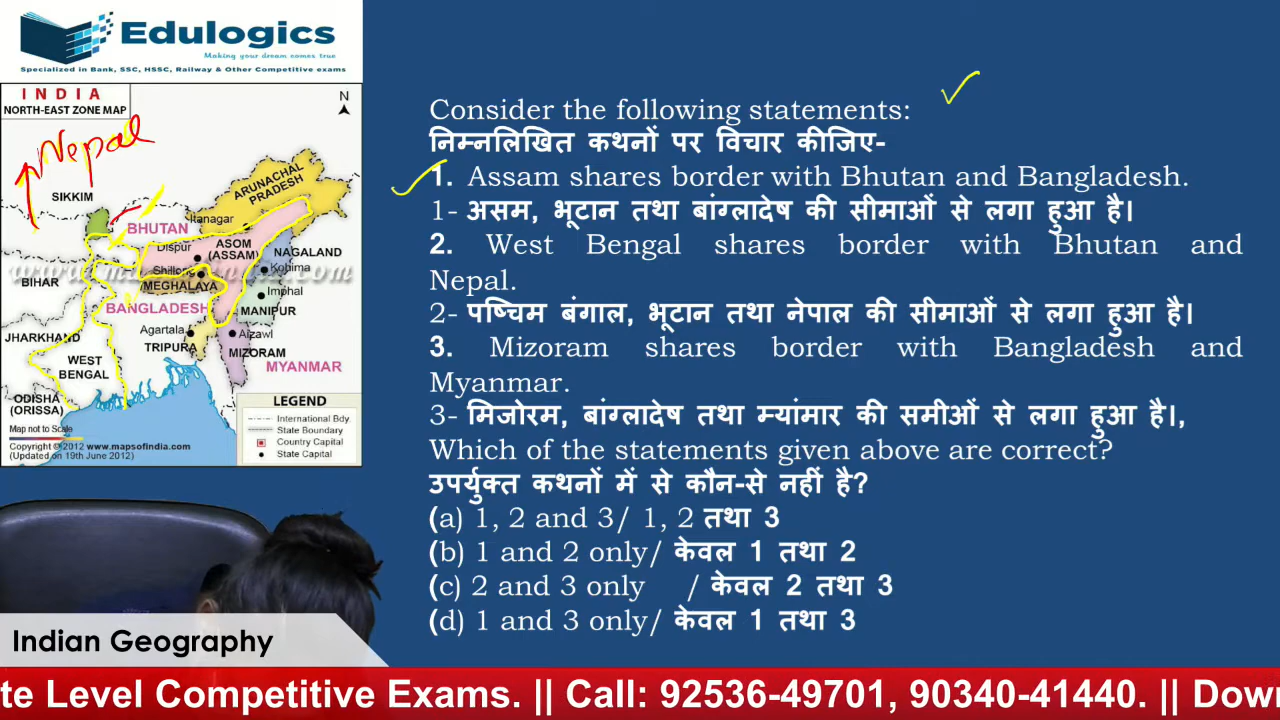 Edulogics
Making your dream comes true
Specialized in Bank, SSC, HSSC, Railway & Other Competitive exams
INDIA
NORTH-EAST ZONE MAP
N
Nepal
SIKKIM
ARUNACHAL
PRADESH
Itanagar
BHUTAN
Dispur
ASOM
(ASSAM)
NAGALAND
Shillong
Kohima
BIHAR
MEGHALAYA
Imphal
BANGLADESH
MANIPUR
JHARKHAND
Agartala
Aizawl
TRIPURA
MIZORAM
WEST
BENGAL
MYANMAR
ODISHA
(ORISSA)
LEGEND
Map not to Scale
International Bdy.
State Boundary
Country Capital
State Capital
Copyright © 2012 www.mapsofindia.com
(Updated on 19th June 2012)
Consider the following statements:
निम्नलिखित कथनों पर विचार कीजिए-
1. Assam shares border with Bhutan and Bangladesh.
1- असम, भूटान तथा बांग्लादेष की सीमाओं से लगा हुआ है।
2. West Bengal shares border with Bhutan and
Nepal.
2- पष्चिम बंगाल, भूटान तथा नेपाल की सीमाओं से लगा हुआ है।
3. Mizoram shares border with Bangladesh and
Myanmar.
3- मिजोरम, बांग्लादेष तथा म्यांमार की समीओं से लगा हुआ है।,
Which of the statements given above are correct?
उपर्युक्त कथनों में से कौन-से नहीं है?
(a) 1, 2 and 3/ 1, 2 तथा 3
(b) 1 and 2 only/ केवल 1 तथा 2
(c) 2 and 3 only / केवल 2 तथा 3
(d) 1 and 3 only/ केवल 1 तथा 3
Indian Geography
te Level Competitive Exams. || Call: 92536-49701, 90340-41440. || Dow